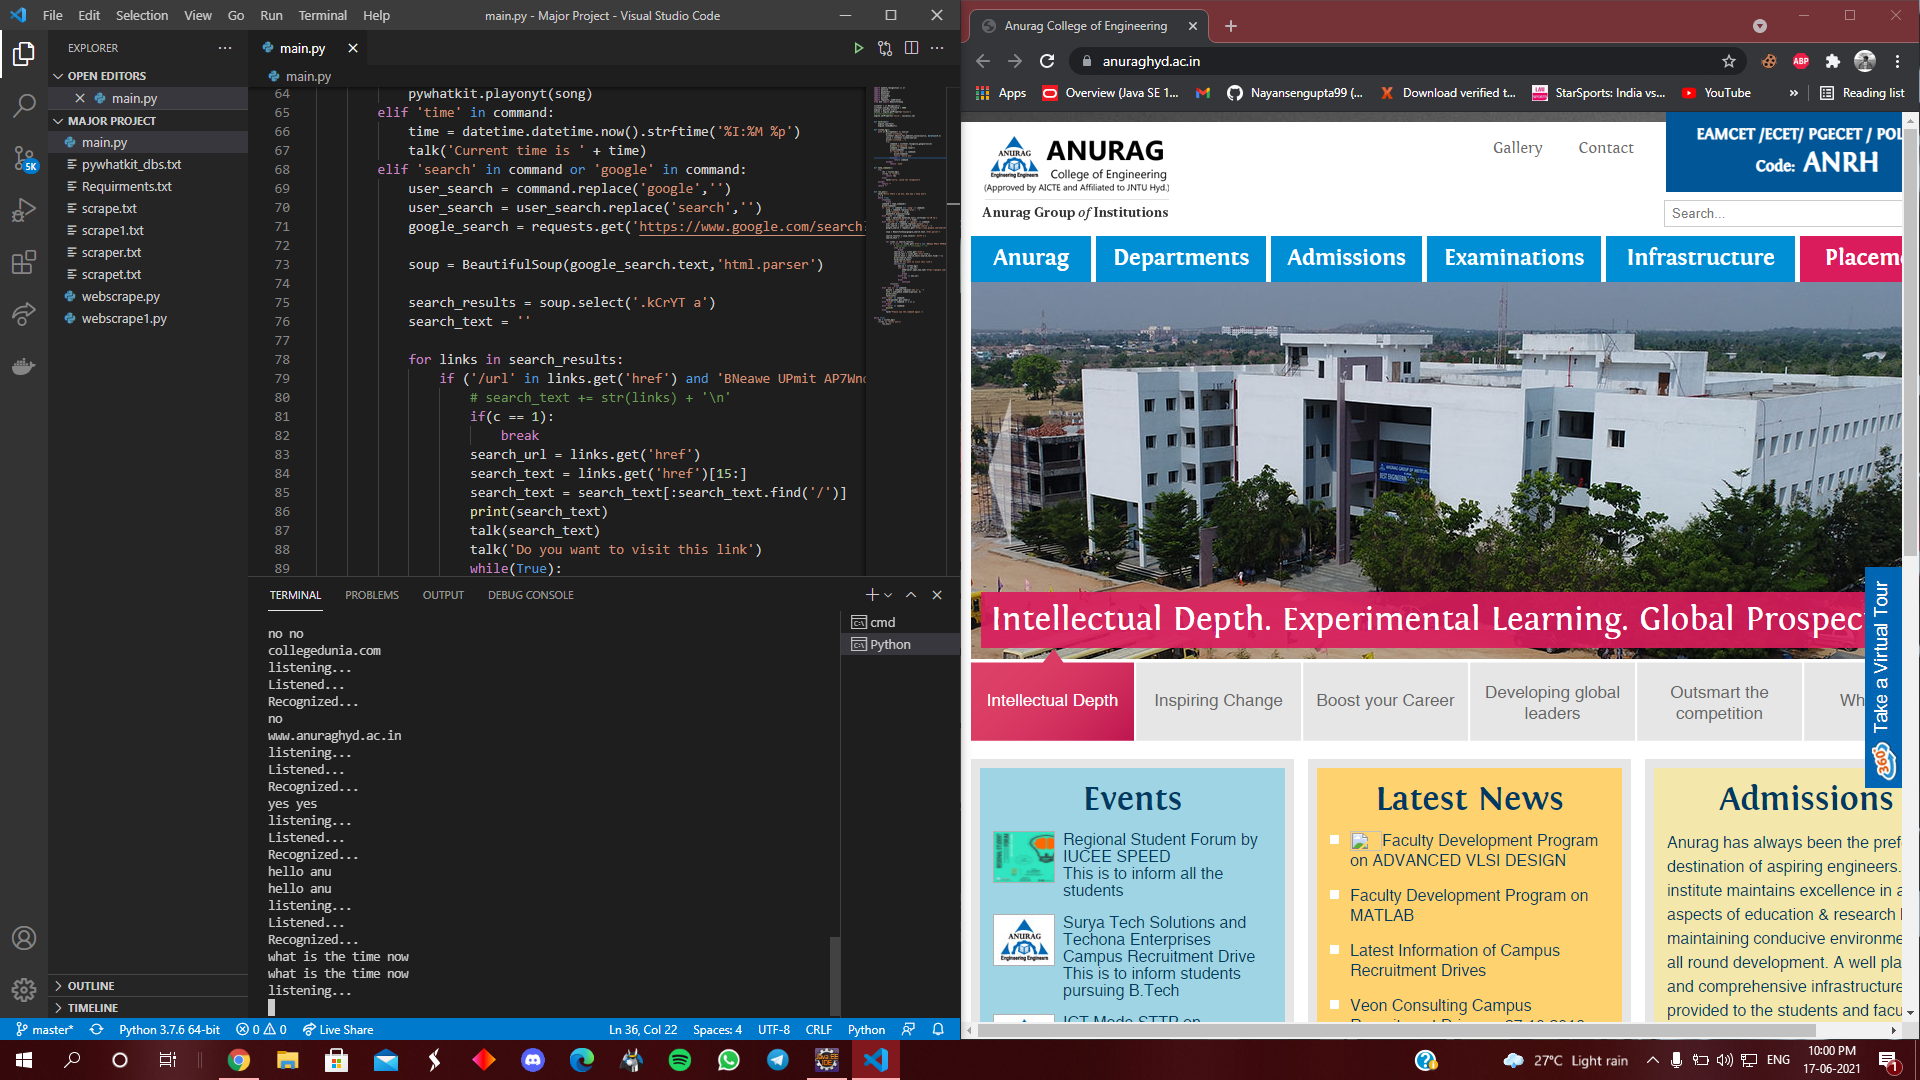 File Edit Selection View Go Run Terminal Help
main.py - Major Project - Visual Studio Code
EXPLORER
OPEN EDITORS
main.py
MAJOR PROJECT
main.py
pywhatkit_dbs.txt
Requirments.txt
scrape.txt
scrape1.txt
scraper.txt
scrapet.txt
webscrape.py
webscrape1.py
OUTLINE
TIMELINE
5K
main.py
main.py
64 pywhatkit.playonyt(song)
65 elif 'time' in command:
66 time = datetime.datetime.now().strftime('%I:%M %p')
67 talk('Current time is ' + time)
68 elif 'search' in command or 'google' in command:
69 user_search = command.replace('google','')
70 user_search = user_search.replace('search','')
71 google_search = requests.get('https://www.google.com/search?
72
73 soup = BeautifulSoup(google_search.text,'html.parser')
74
75 search_results = soup.select('.kCrYT a')
76 search_text = ''
77
78 for links in search_results:
79 if ('/url' in links.get('href') and 'BNeawe UPmit AP7Wnd
80 # search_text += str(links) + '\n'
81 if(c == 1):
82 break
83 search_url = links.get('href')
84 search_text = links.get('href')[15:]
85 search_text = search_text[:search_text.find('/')]
86 print(search_text)
87 talk(search_text)
88 talk('Do you want to visit this link')
89 while(True):
TERMINAL PROBLEMS OUTPUT DEBUG CONSOLE
cmd
Python
no no
collegedunia.com
listening...
Listened...
Recognized...
no
www.anuraghyd.ac.in
listening...
Listened...
Recognized...
yes yes
listening...
Listened...
Recognized...
hello anu
hello anu
listening...
Listened...
Recognized...
what is the time now
what is the time now
listening...
master* Python 3.7.6 64-bit 0 0 Live Share Ln 36, Col 22 Spaces: 4 UTF-8 CRLF Python
Anurag College of Engineering
anuraghyd.ac.in
ABP
Apps Overview (Java SE 1... Nayansengupta99 (... Download verified t... StarSports: India vs... YouTube » Reading list
ANURAG
Engineering Engineers
ANURAG
College of Engineering
(Approved by AICTE and Affiliated to JNTU Hyd.)
Anurag Group of Institutions
Gallery Contact
EAMCET /ECET/ PGECET / POL
Code: ANRH
Search...
Anurag Departments Admissions Examinations Infrastructure Placeme
Intellectual Depth. Experimental Learning. Global Prospec
Take a Virtual Tour
360
Intellectual Depth
Inspiring Change
Boost your Career
Developing global
leaders
Outsmart the
competition
Wh
Events
Regional Student Forum by
IUCEE SPEED
This is to inform all the
students
ANURAG
Engineering Engineers
Surya Tech Solutions and
Techona Enterprises
Campus Recruitment Drive
This is to inform students
pursuing B.Tech
Latest News
Faculty Development Program
on ADVANCED VLSI DESIGN
Faculty Development Program on
MATLAB
Latest Information of Campus
Recruitment Drives
Veon Consulting Campus
Admissions
Anurag has always been the pref
destination of aspiring engineers.
institute maintains excellence in a
aspects of education & research
maintaining conducive environme
all round development. A well pla
and comprehensive infrastructure
provided to the students and facu
27°C Light rain
ENG
10:00 PM
17-06-2021
1